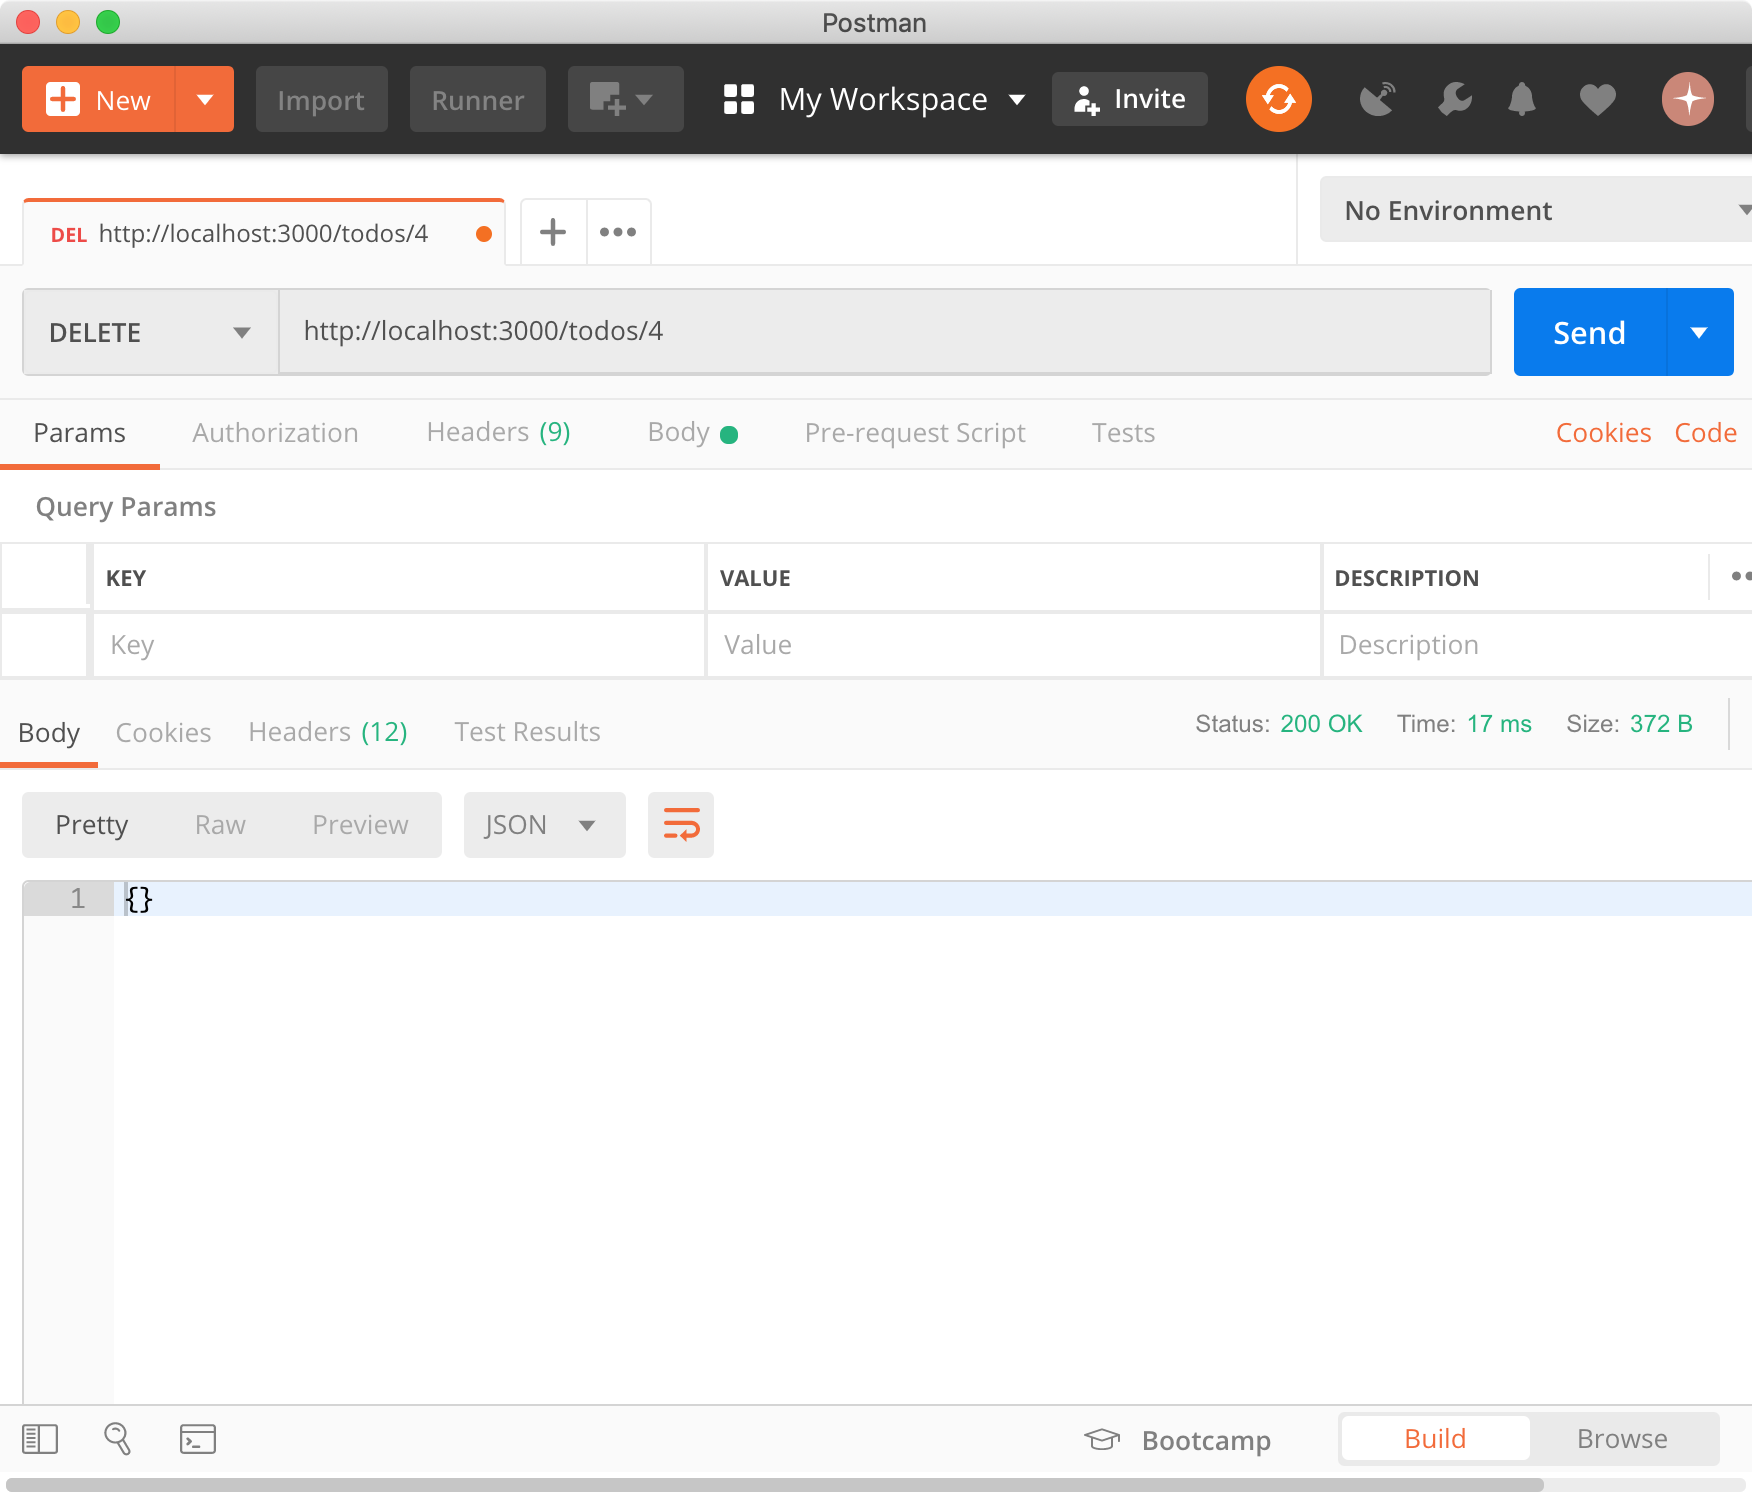 Postman
New Import Runner My Workspace Invite
DEL http://localhost:3000/todos/4 No Environment
DELETE http://localhost:3000/todos/4 Send
Params Authorization Headers (9) Body Pre-request Script Tests Cookies Code
Query Params
KEY VALUE DESCRIPTION
Key Value Description
Body Cookies Headers (12) Test Results Status: 200 OK Time: 17 ms Size: 372 B
Pretty Raw Preview JSON
1 {}
Bootcamp Build Browse